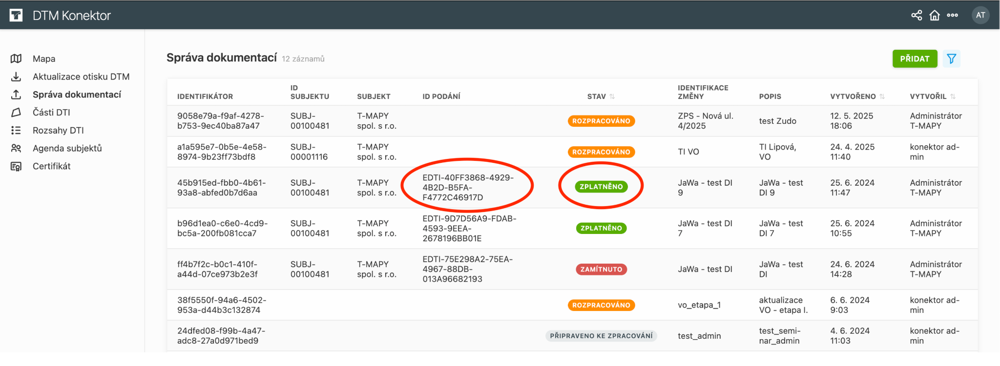 DTM Konektor
AT
Mapa
Aktualizace otisku DTM
Správa dokumentací
Části DTI
Rozsahy DTI
Agenda subjektů
Certifikát
Správa dokumentací 12 záznamů
PŘIDAT
IDENTIFIKÁTOR
ID
SUBJEKTU
SUBJEKT
ID PODÁNÍ
STAV
IDENTIFIKACE
ZMĚNY
POPIS
VYTVOŘENO
VYTVOŘIL
9058e79a-f9af-4278-
b753-9ec40ba87a47
SUBJ-
00100481
T-MAPY
spol. s r.o.
ROZPRACOVÁNO
ZPS - Nová ul.
4/2025
test Zudo
12. 5. 2025
18:06
Administrátor
T-MAPY
a1a595e7-0b5e-4e58-
8974-9b23ff73bdf8
SUBJ-
00001116
T-MAPY
spol. s r.o.
ROZPRACOVÁNO
TI VO
TI Lipová,
VO
24. 4. 2025
11:40
konektor ad-
min
45b915ed-fbb0-4b61-
93a8-abfed0b7d6aa
SUBJ-
00100481
T-MAPY
spol. s r.o.
EDTI-40FF3868-4929-
4B2D-B5FA-
F4772C46917D
ZPLATNĚNO
JaWa - test DI
9
JaWa - test
DI 9
25. 6. 2024
11:47
Administrátor
T-MAPY
b96d1ea0-c6e0-4cd9-
bc5a-200fb081cca7
SUBJ-
00100481
T-MAPY
spol. s r.o.
EDTI-9D7D56A9-FDAB-
4593-9EEA-
2678196BB01E
ZPLATNĚNO
JaWa - test DI
7
JaWa - test
DI 7
25. 6. 2024
10:55
Administrátor
T-MAPY
ff4b7f2c-b0c1-410f-
a44d-07ce973b2e3f
SUBJ-
00100481
T-MAPY
spol. s r.o.
EDTI-75E298A2-75EA-
4967-88DB-
013A96682193
ZAMÍTNUTO
JaWa - test DI
JaWa - test
DI
24. 6. 2024
14:28
Administrátor
T-MAPY
38f5550f-94a6-4502-
953a-d44b3c132874
ROZPRACOVÁNO
vo_etapa_1
aktualizace
VO - etapa I.
6. 6. 2024
9:03
konektor ad-
min
24dfed08-f99b-4a47-
adc8-27a0d971bed9
PŘIPRAVENO KE ZPRACOVÁNÍ
test_admin
test_semi-
nar_admin
4. 6. 2024
11:03
konektor ad-
min